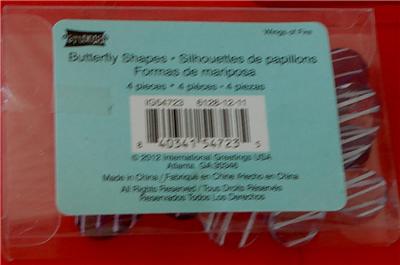 Wings of Fire
Butterfly Shapes • Silhouettes de papillons
Formas de mariposa
4 pieces • 4 pièces • 4 piezas
IG54723 6128-12-11
8 40341 54723 5
© 2012 International Greetings USA
Atlanta, GA 30346
Made in China / Fabriqué en Chine Hecho en China
All Rights Reserved / Tous Droits Réservés
Reservados Todos Los Derechos